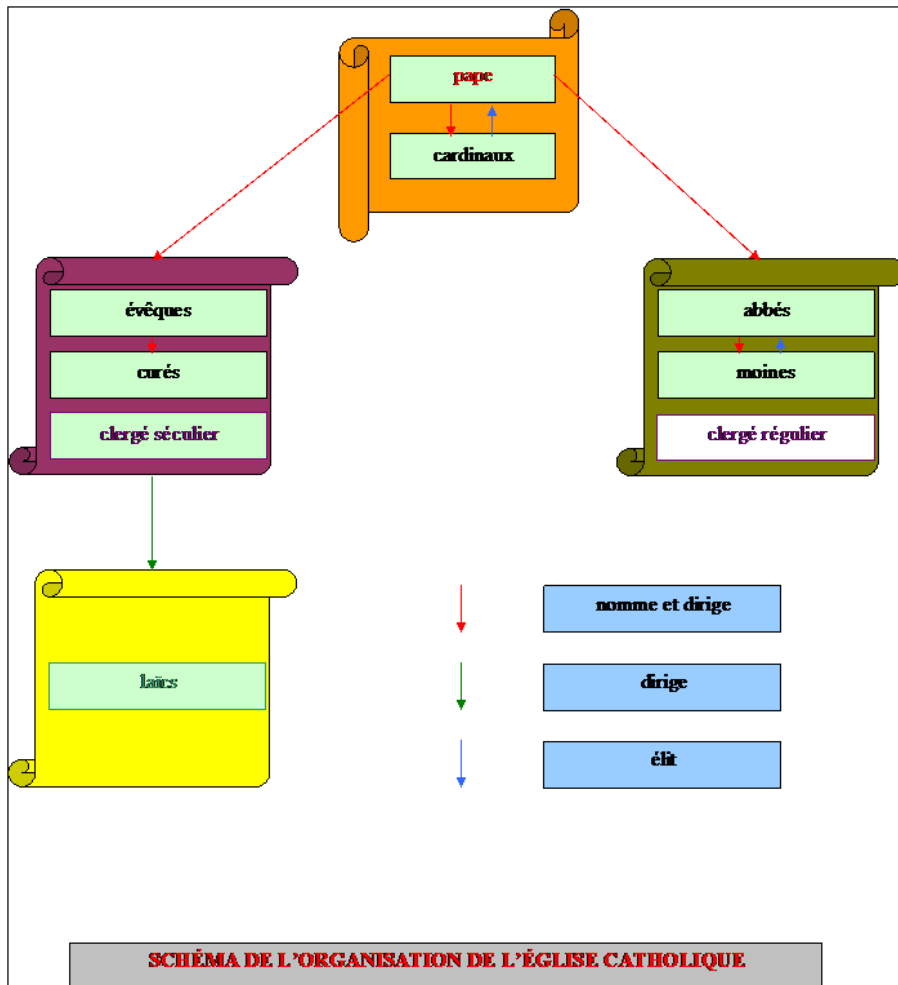 pape
cardinaux
évêques
curés
clergé séculier
abbés
moines
clergé régulier
laïcs
nomme et dirige
dirige
élit
SCHÉMA DE L'ORGANISATION DE L'ÉGLISE CATHOLIQUE